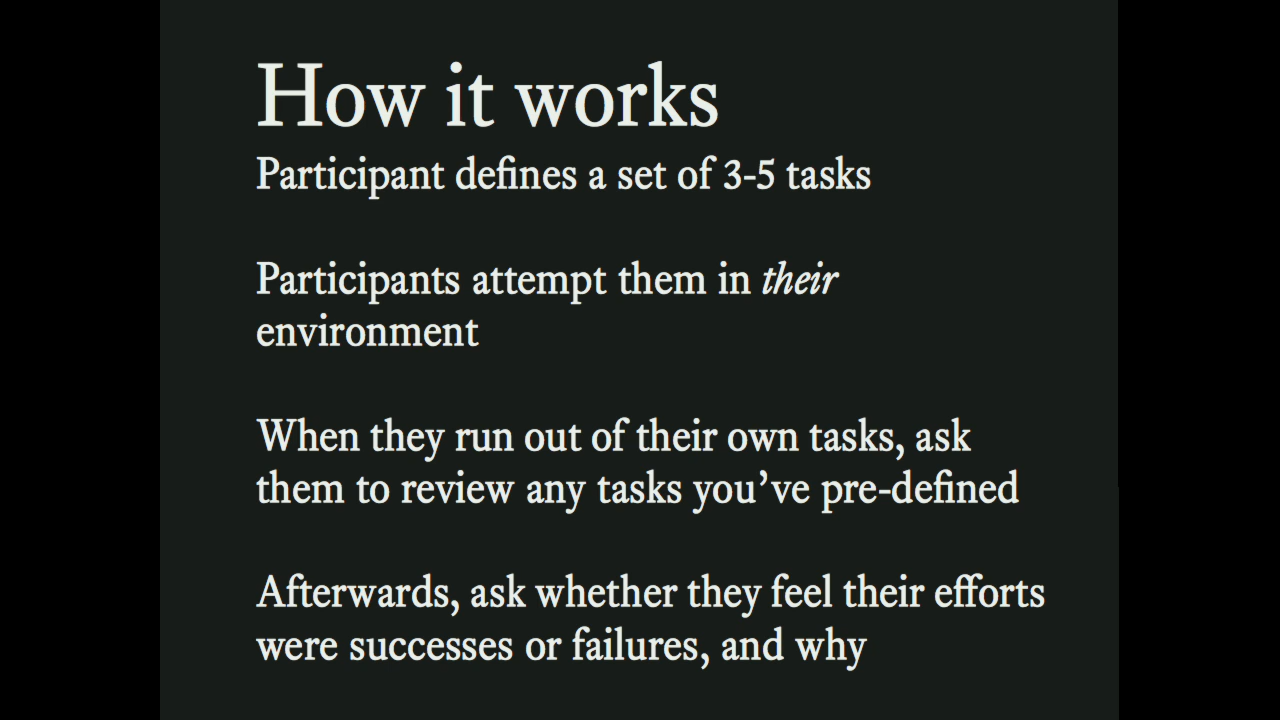 How it works
Participant defines a set of 3-5 tasks
Participants attempt them in their
environment
When they run out of their own tasks, ask
them to review any tasks you’ve pre-defined
Afterwards, ask whether they feel their efforts
were successes or failures, and why